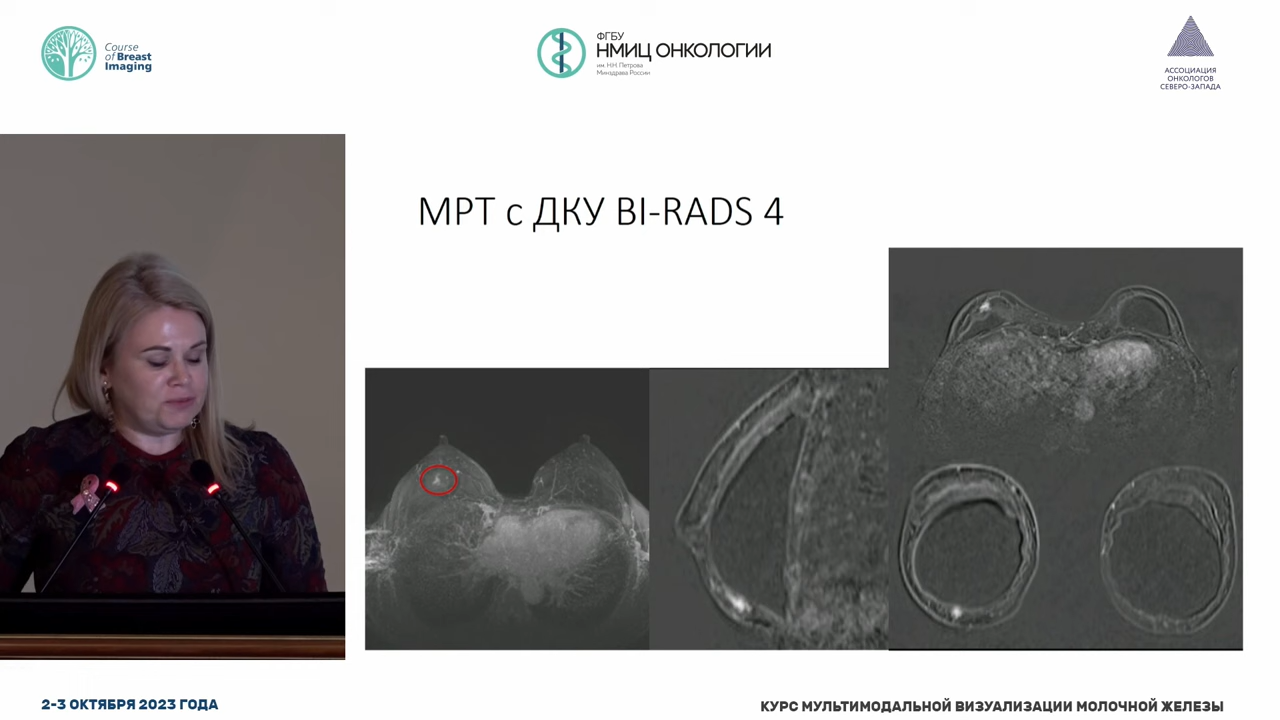 Course
of Breast
Imaging
ФГБУ
НМИЦ ОНКОЛОГИИ
им. Н.Н. Петрова
Минздрава России
АССОЦИАЦИЯ
ОНКОЛОГОВ
СЕВЕРО-ЗАПАДА
МРТ с ДКУ BI-RADS 4
2-3 ОКТЯБРЯ 2023 ГОДА
КУРС МУЛЬТИМОДАЛЬНОЙ ВИЗУАЛИЗАЦИИ МОЛОЧНОЙ ЖЕЛЕЗЫ